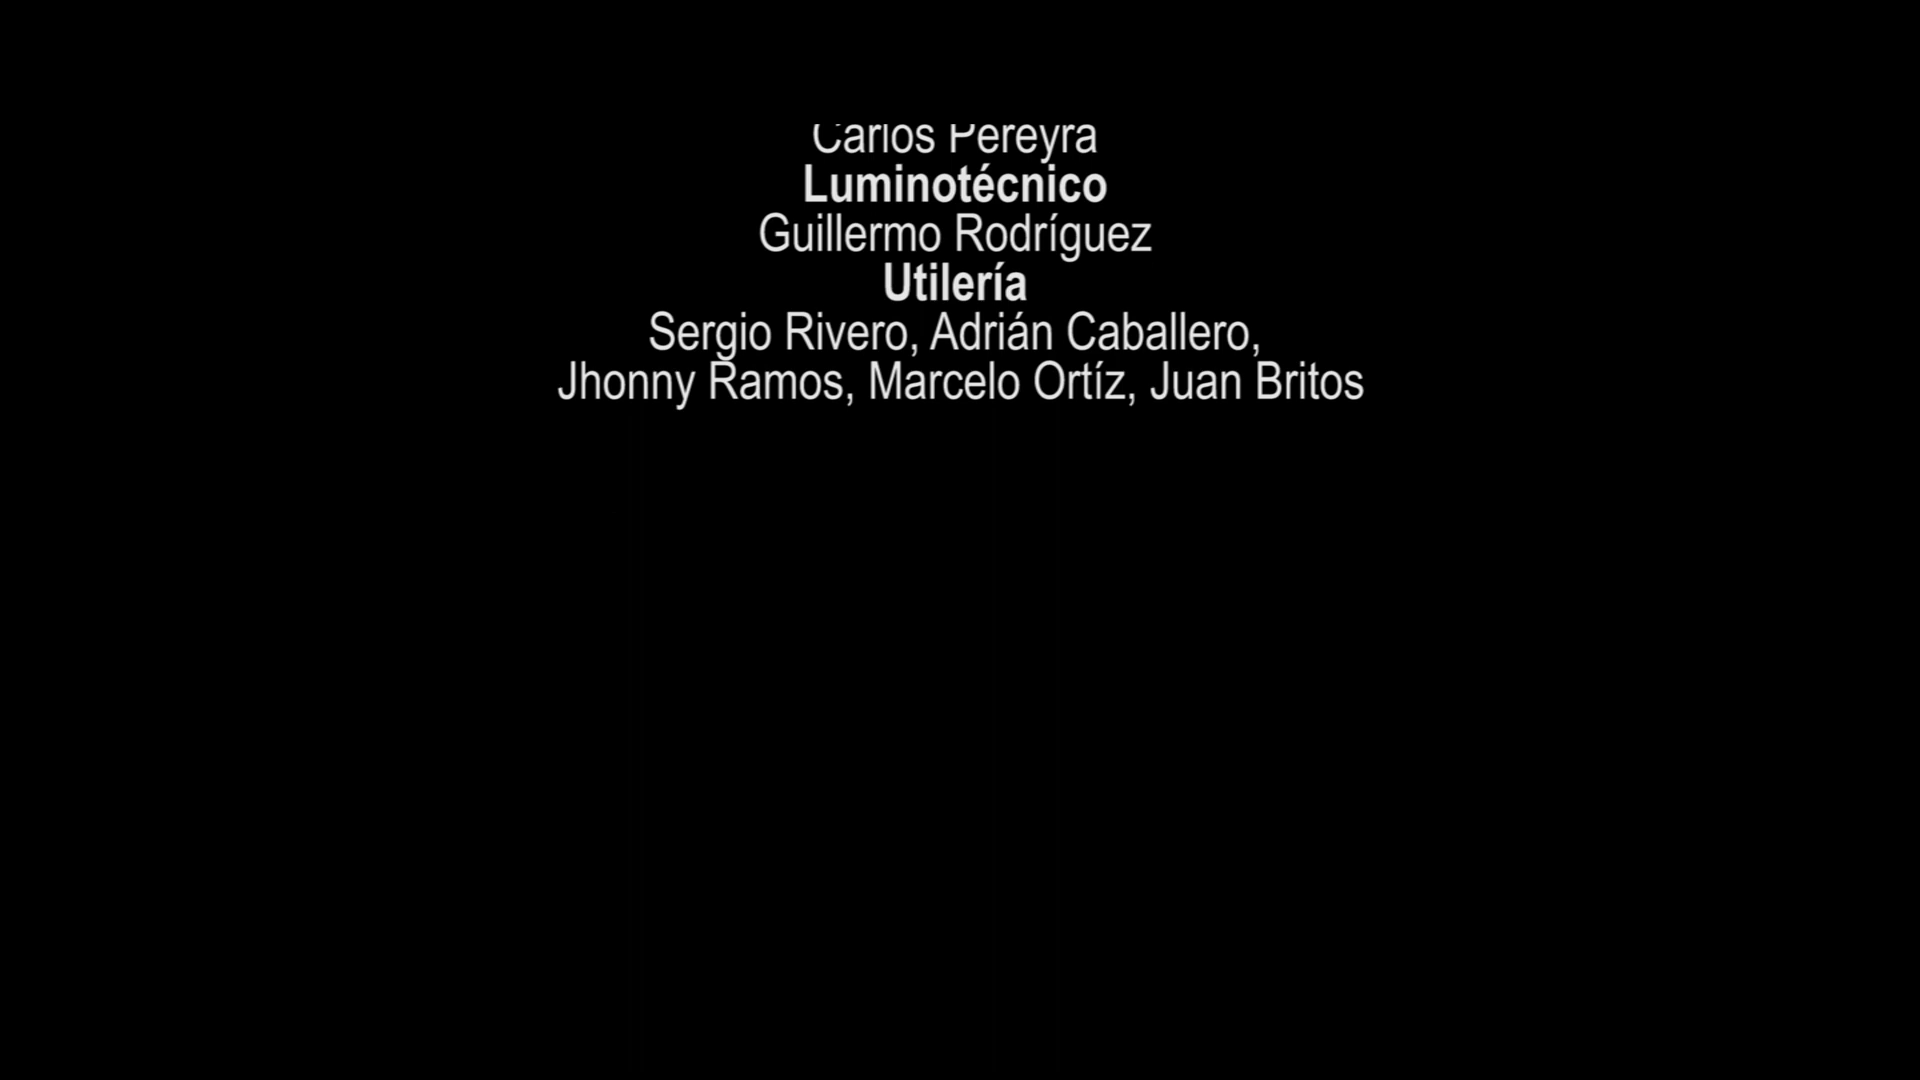 Carlos Pereyra
Luminotécnico
Guillermo Rodríguez
Utilería
Sergio Rivero, Adrián Caballero,
Jhonny Ramos, Marcelo Ortíz, Juan Britos